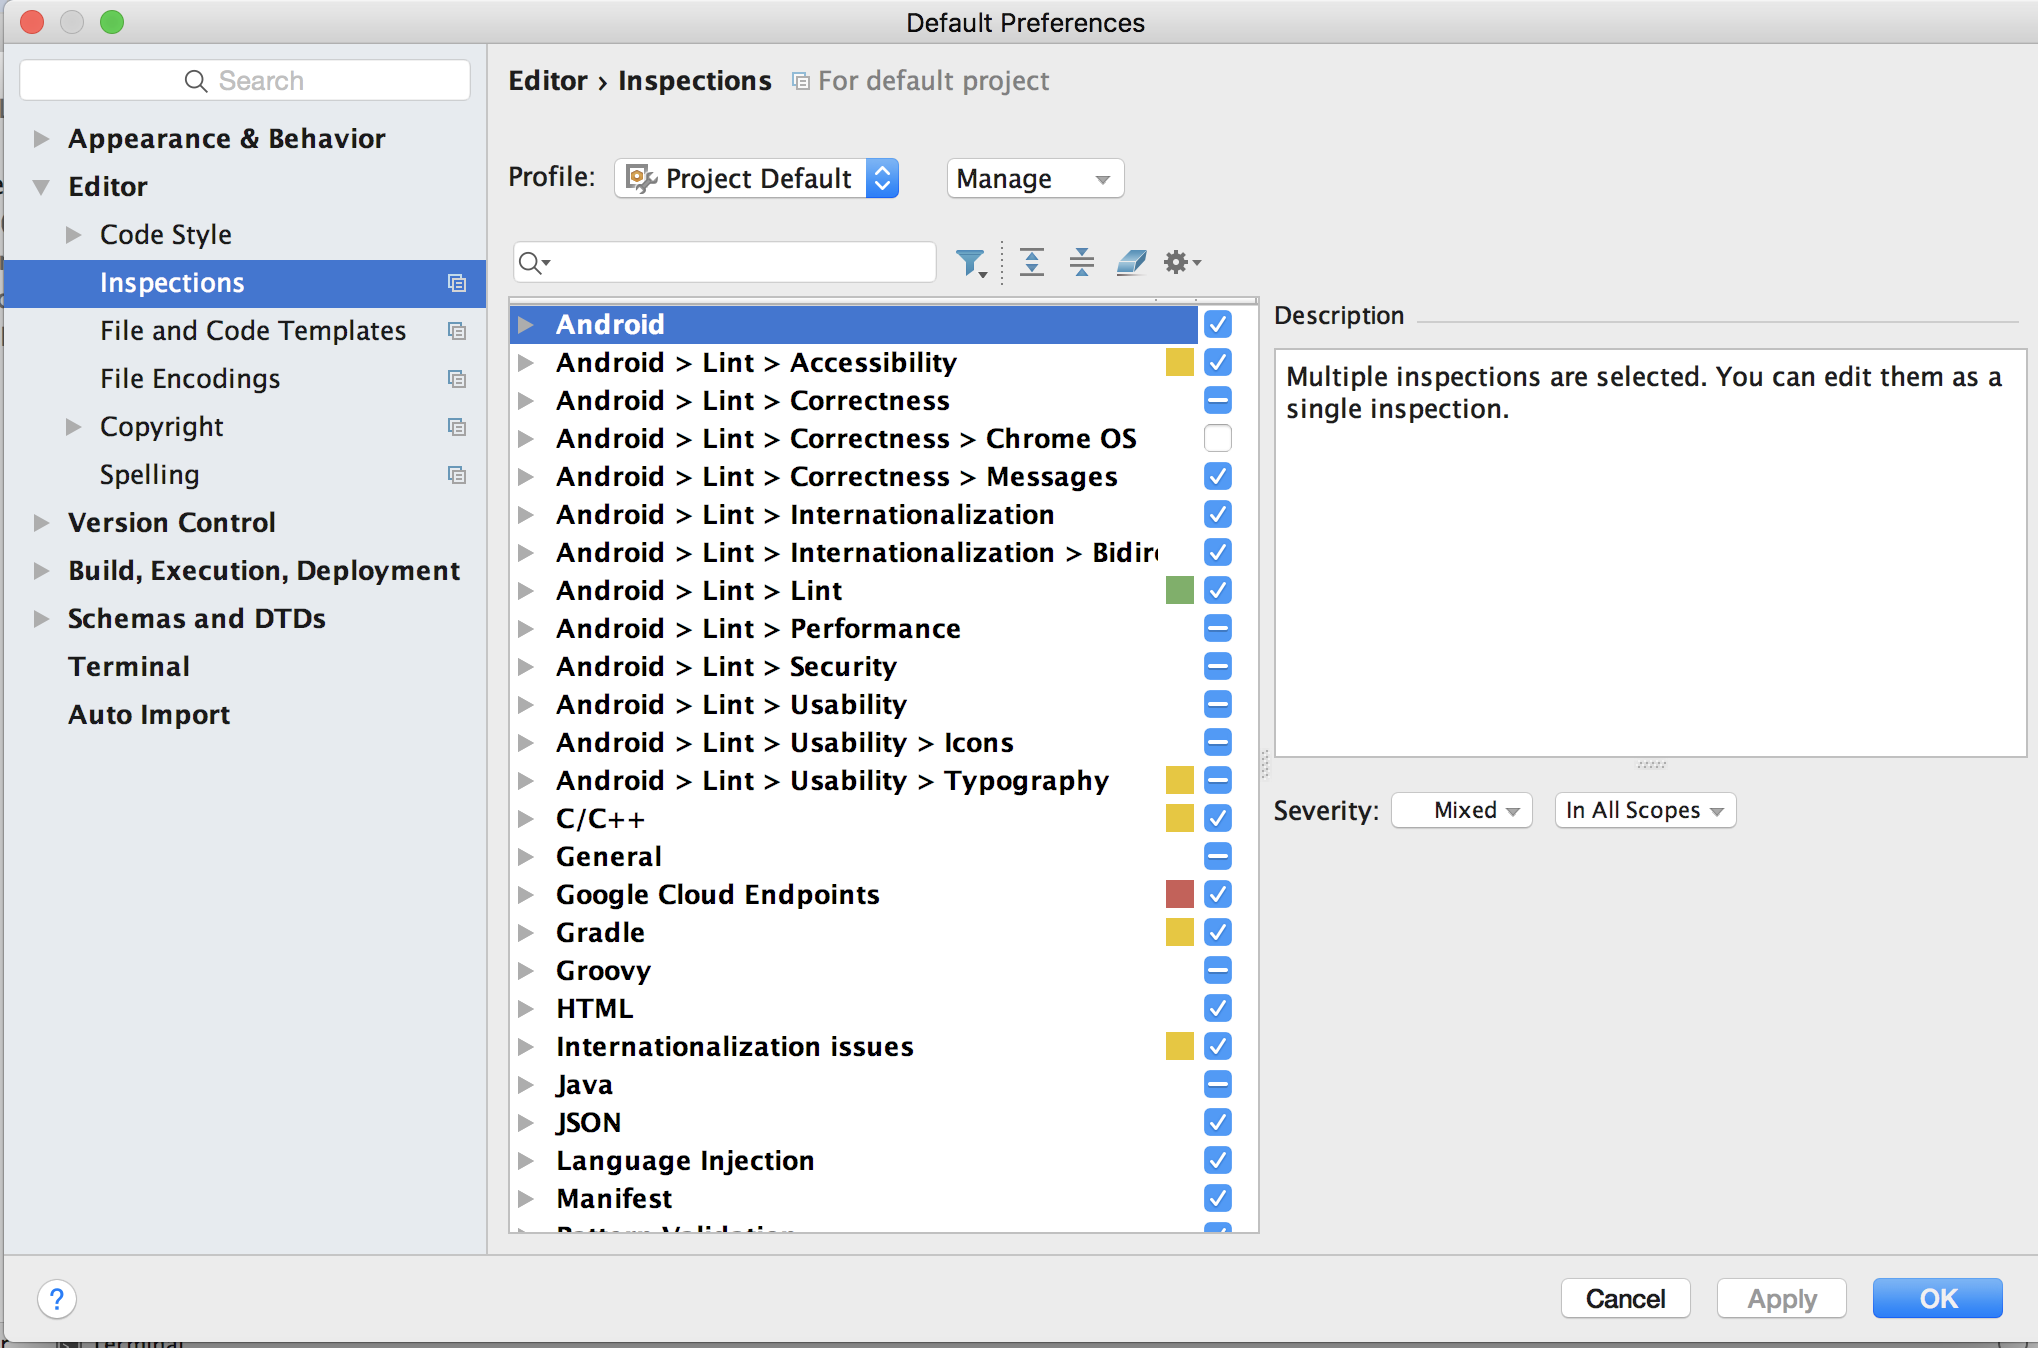 Default Preferences
Search
Appearance & Behavior
Editor
Code Style
Inspections
File and Code Templates
File Encodings
Copyright
Spelling
Version Control
Build, Execution, Deployment
Schemas and DTDs
Terminal
Auto Import
Editor › Inspections For default project
Profile: Project Default Manage
Android
Android > Lint > Accessibility
Android > Lint > Correctness
Android > Lint > Correctness > Chrome OS
Android > Lint > Correctness > Messages
Android > Lint > Internationalization
Android > Lint > Internationalization > Bidir
Android > Lint > Lint
Android > Lint > Performance
Android > Lint > Security
Android > Lint > Usability
Android > Lint > Usability > Icons
Android > Lint > Usability > Typography
C/C++
General
Google Cloud Endpoints
Gradle
Groovy
HTML
Internationalization issues
Java
JSON
Language Injection
Manifest
Pattern Validation
Description
Multiple inspections are selected. You can edit them as a
single inspection.
Severity: Mixed In All Scopes
?
Cancel Apply OK
Terminal